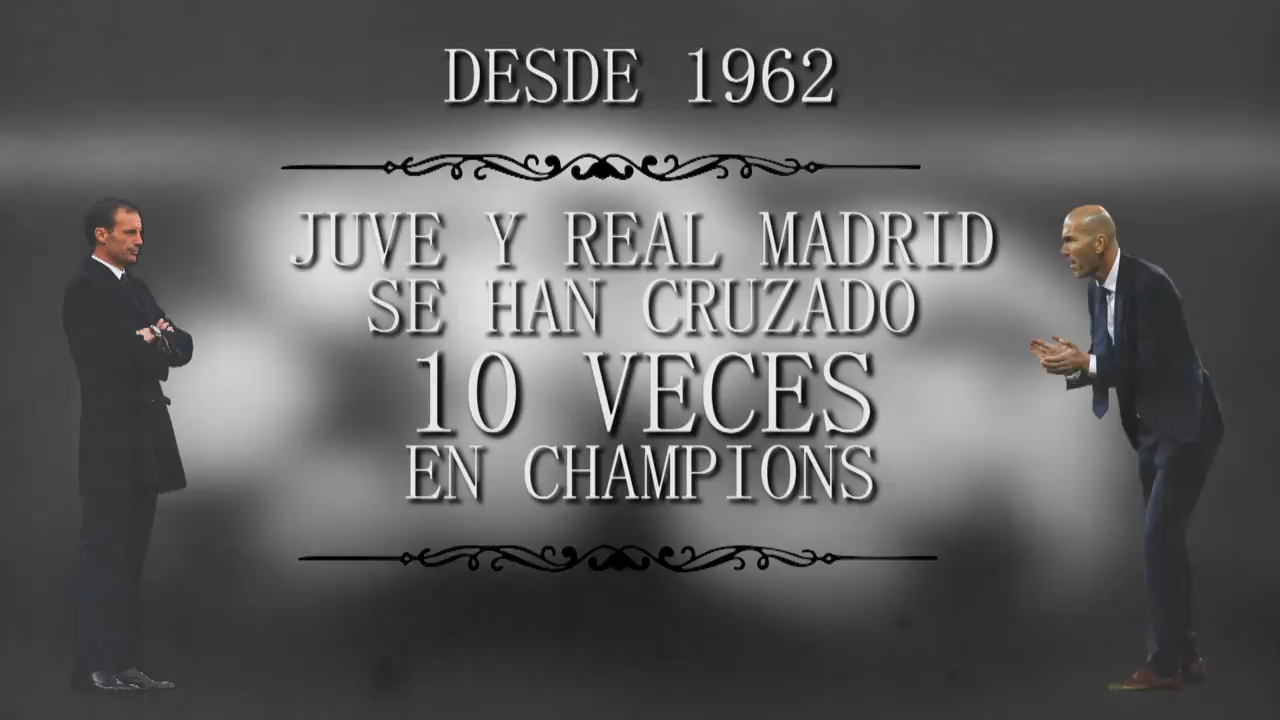 DESDE 1962
JUVE Y REAL MADRID
SE HAN CRUZADO
10 VECES
EN CHAMPIONS